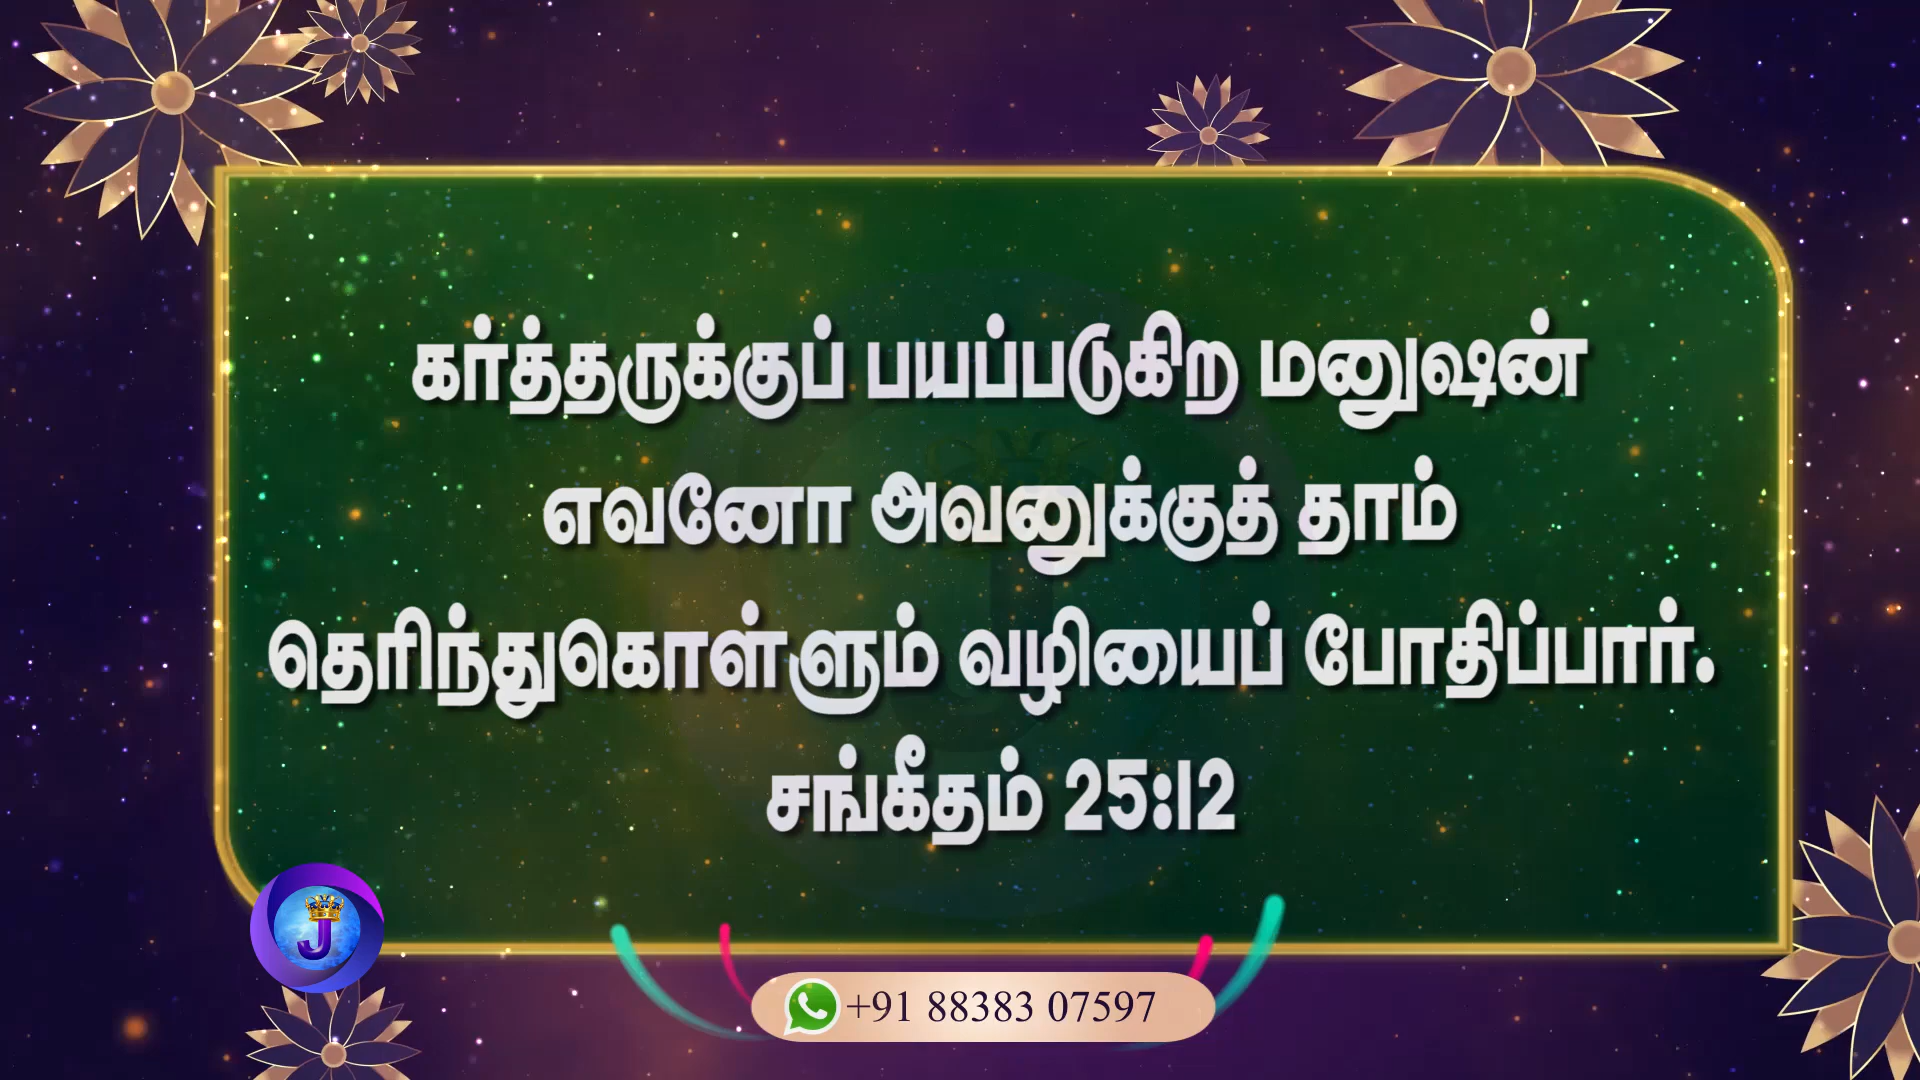 கர்த்தருக்குப் பயப்படுகிற மனுஷன்
எவனோ அவனுக்குத் தாம்
தெரிந்துகொள்ளும் வழியைப் போதிப்பார்.
சங்கீதம் 25:12
J
+91 88383 07597